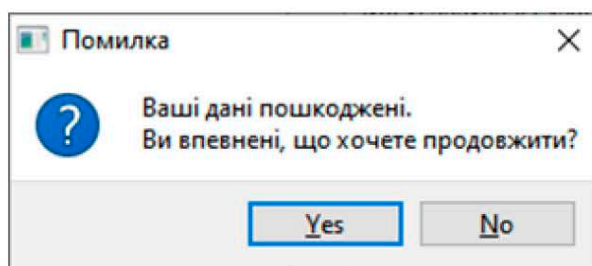 Помилка
Ваші дані пошкоджені.
Ви впевнені, що хочете продовжити?
Yes No